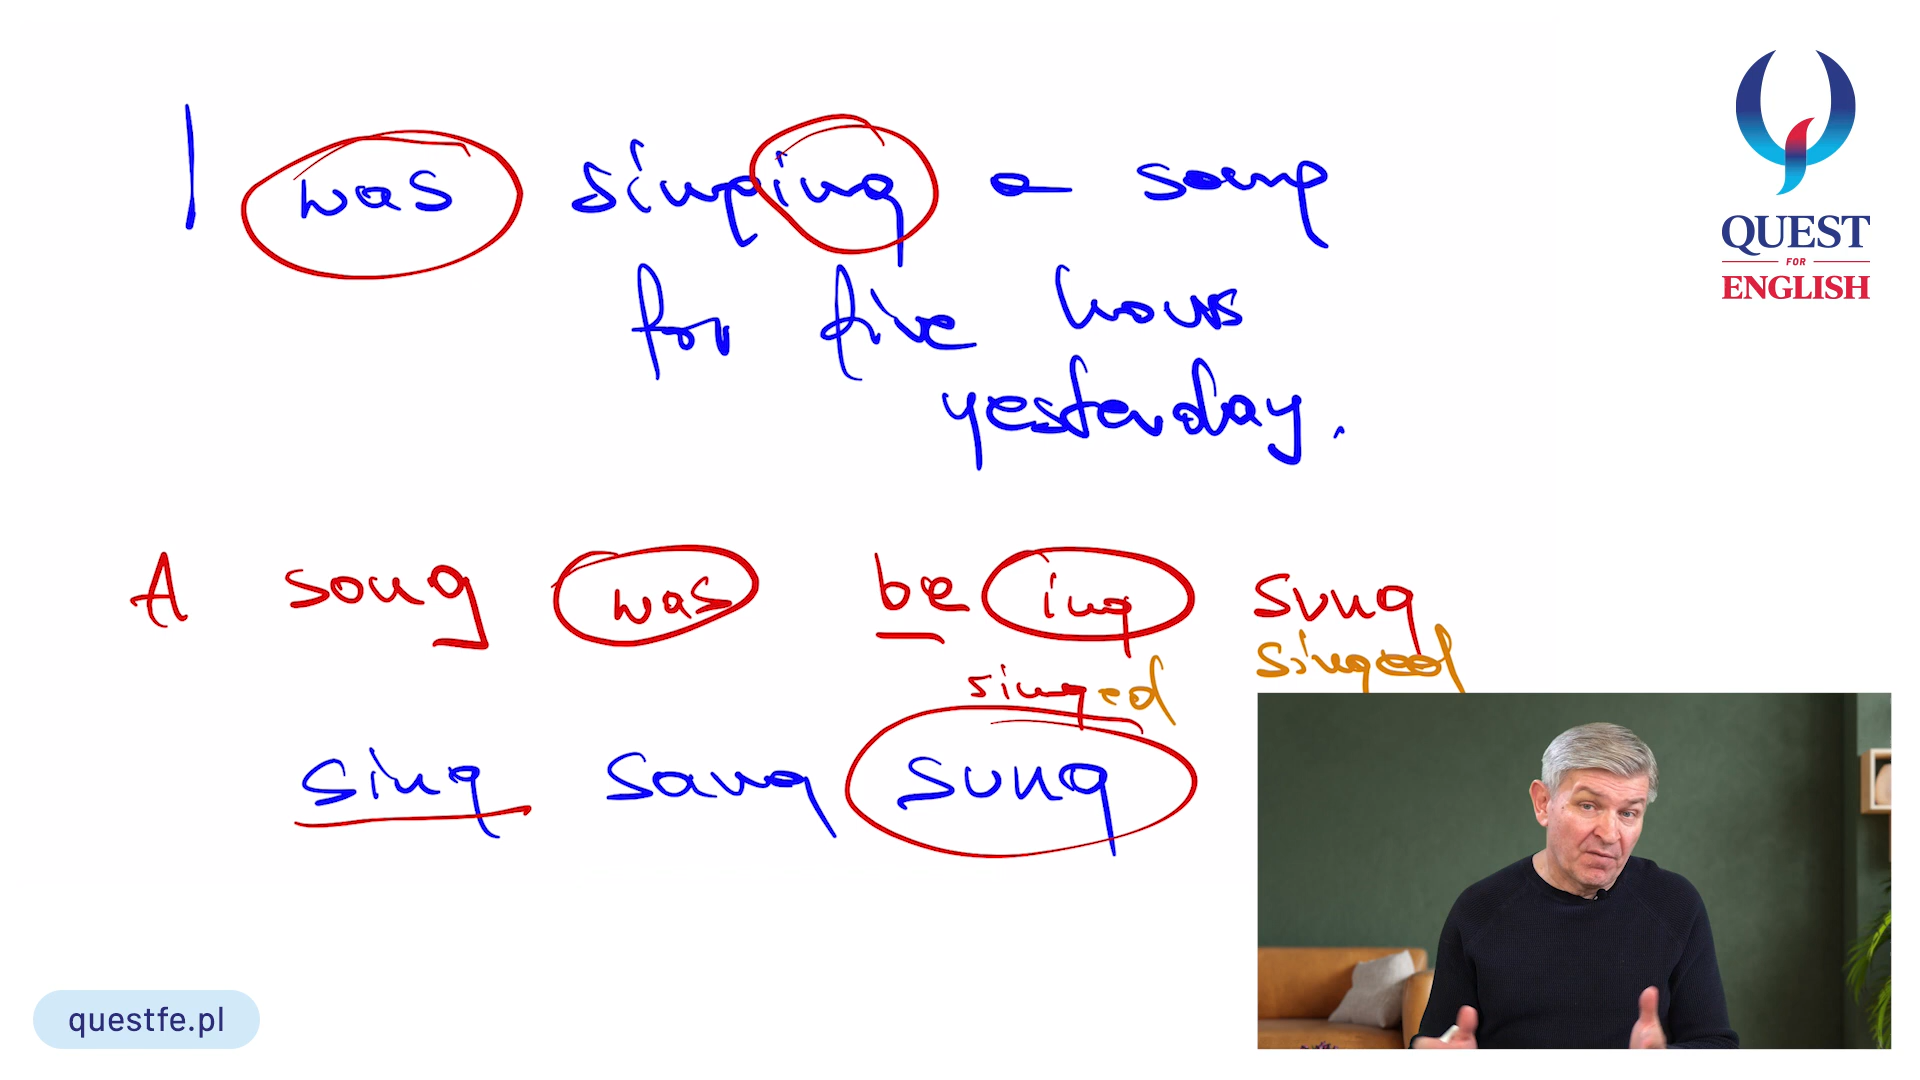 I was singing a song
for five hours
yesterday.
A song was being sung
singed
singed
sing sang sung
QUEST
FOR
ENGLISH
questfe.pl